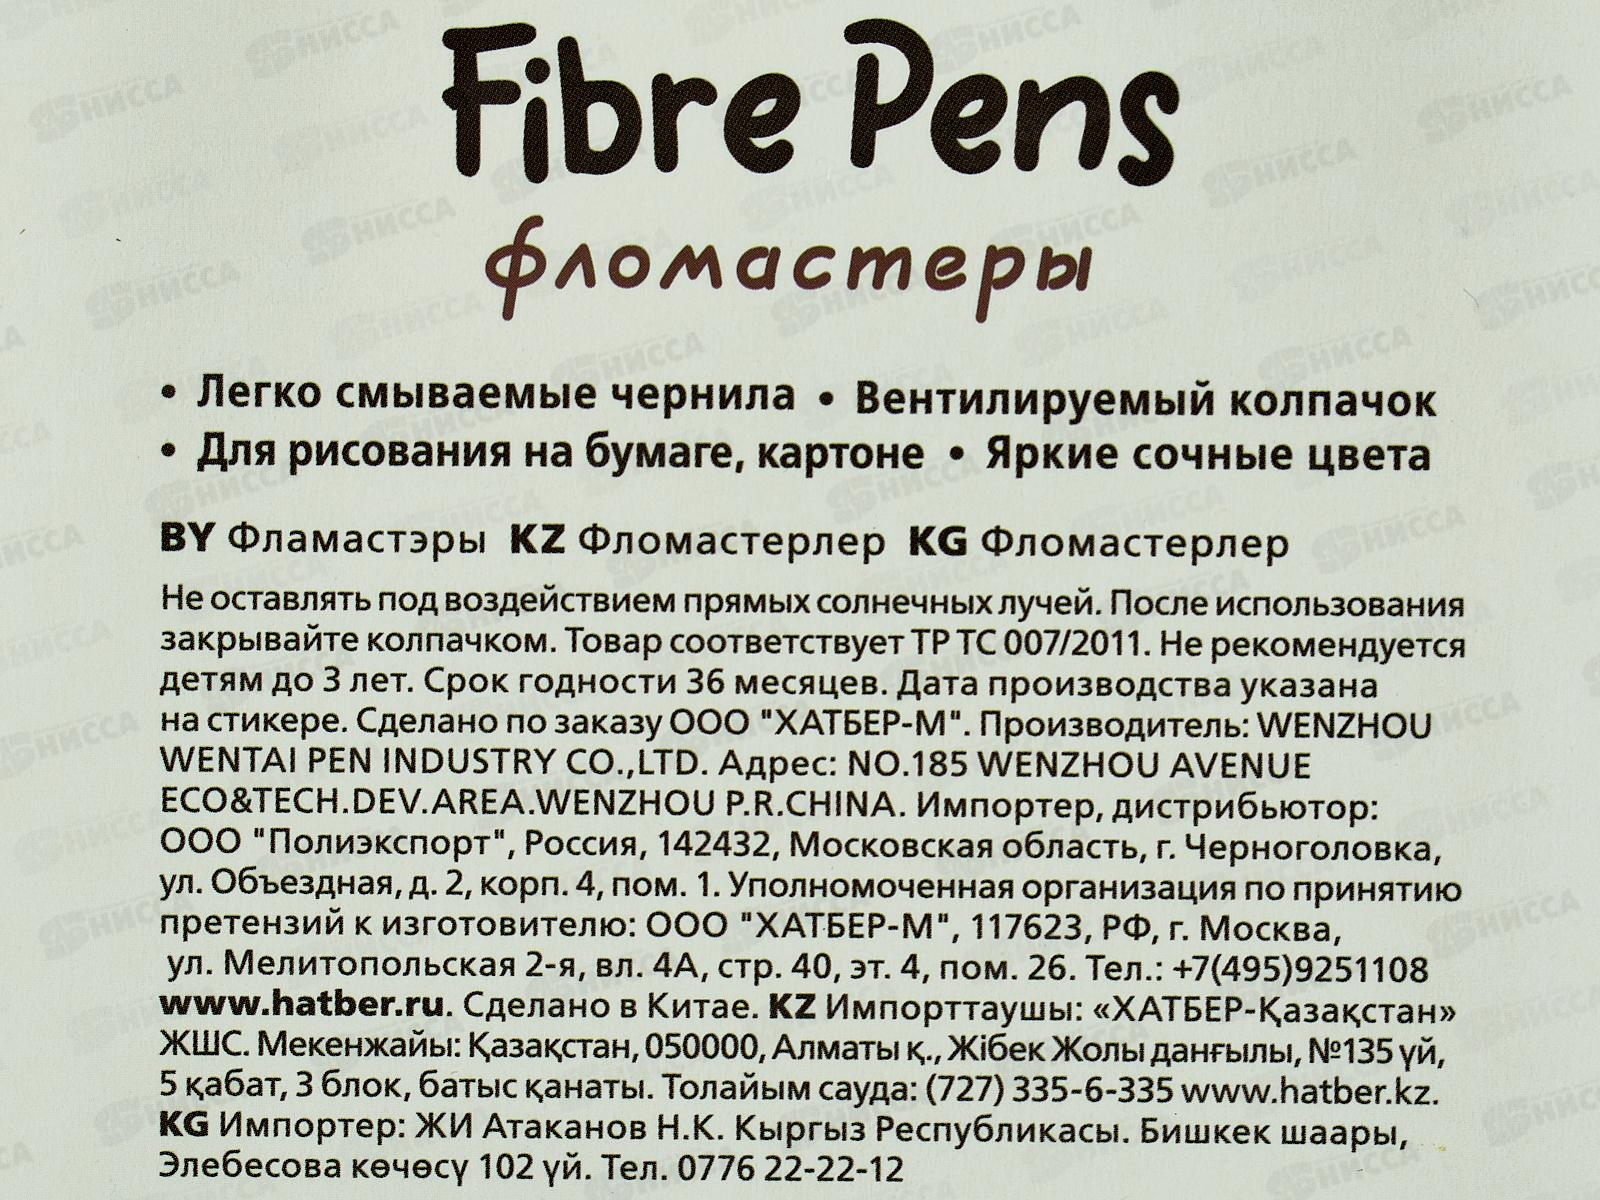 Fibre Pens
фломастеры
• Легко смываемые чернила • Вентилируемый колпачок
• Для рисования на бумаге, картоне • Яркие сочные цвета
BY Фламастэры KZ Фломастерлер KG Фломастерлер
Не оставлять под воздействием прямых солнечных лучей. После использования
закрывайте колпачком. Товар соответствует ТР ТС 007/2011. Не рекомендуется
детям до 3 лет. Срок годности 36 месяцев. Дата производства указана
на стикере. Сделано по заказу ООО "ХАТБЕР-М". Производитель: WENZHOU
WENTAI PEN INDUSTRY CO.,LTD. Адрес: NO.185 WENZHOU AVENUE
ECO&TECH.DEV.AREA.WENZHOU P.R.CHINA. Импортер, дистрибьютор:
ООО "Полиэкспорт", Россия, 142432, Московская область, г. Черноголовка,
ул. Объездная, д. 2, корп. 4, пом. 1. Уполномоченная организация по принятию
претензий к изготовителю: ООО "ХАТБЕР-М", 117623, РФ, г. Москва,
ул. Мелитопольская 2-я, вл. 4А, стр. 40, эт. 4, пом. 26. Тел.: +7(495)9251108
www.hatber.ru. Сделано в Китае. KZ Импорттаушы: «ХАТБЕР-Қазақстан»
ЖШС. Мекенжайы: Қазақстан, 050000, Алматы қ., Жібек Жолы данғылы, №135 үй,
5 қабат, 3 блок, батыс қанаты. Толайым сауда: (727) 335-6-335 www.hatber.kz.
KG Импортер: ЖИ Атаканов Н.К. Кыргыз Республикасы. Бишкек шаары,
Элебесова көчөсү 102 үй. Тел. 0776 22-22-12